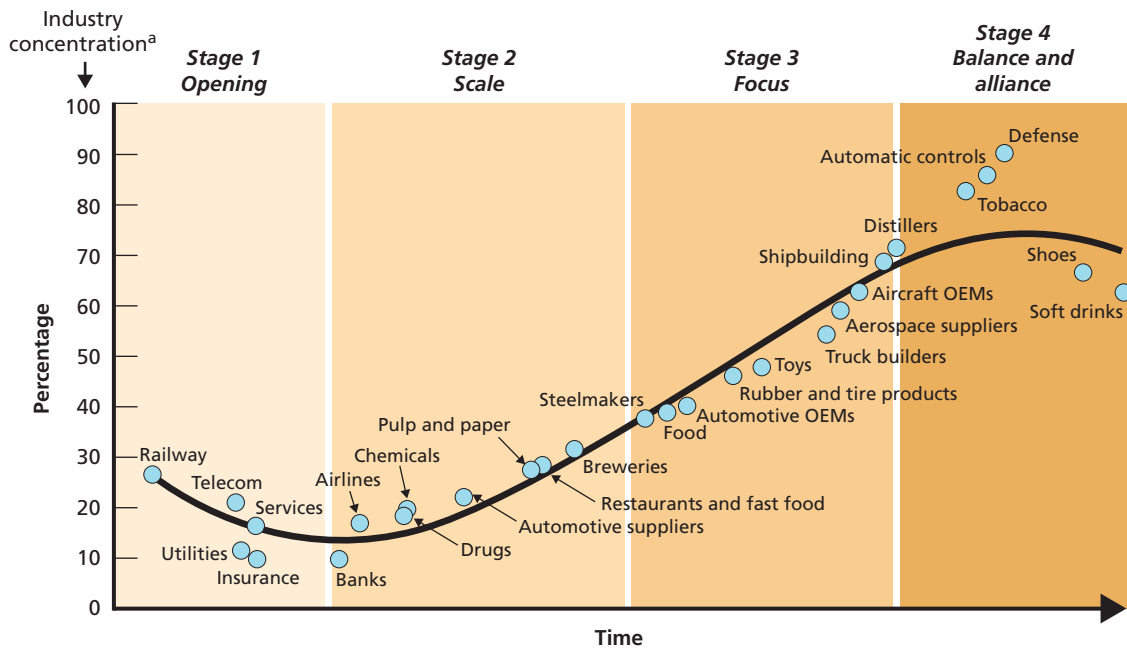 Industry
concentrationa
Stage 1
Opening
Stage 2
Scale
Stage 3
Focus
Stage 4
Balance and
alliance
Percentage
100
90
80
70
60
50
40
30
20
10
0
Railway
Telecom
Services
Utilities
Insurance
Airlines
Chemicals
Pulp and paper
Banks
Drugs
Automotive suppliers
Restaurants and fast food
Breweries
Steelmakers
Food
Automotive OEMs
Rubber and tire products
Toys
Truck builders
Aerospace suppliers
Aircraft OEMs
Shipbuilding
Distillers
Tobacco
Automatic controls
Defense
Shoes
Soft drinks
Time